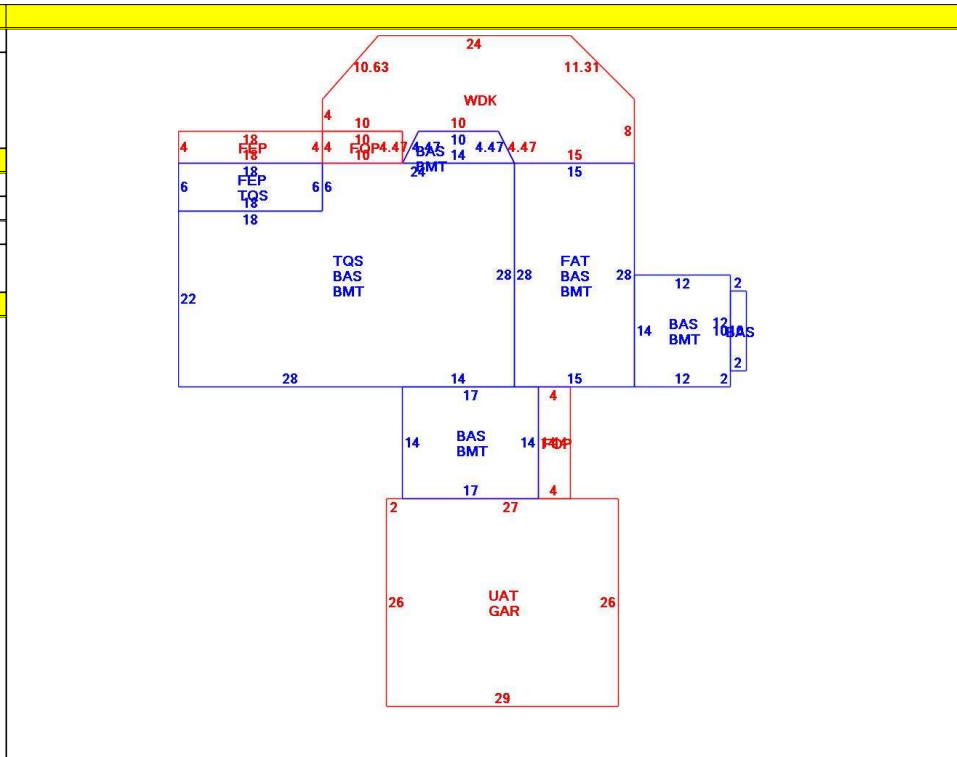 24
10.63 11.31
WDK
4 10 10 8
18 10 10
4 FEP 4 4 FOP 4.47 4.47 BAS 4.47 4.47
18 10 14 15
BMT
18 24 15
6 FEP 6 6
TQS
18
18
TQS FAT
BAS 28 28 BAS 28
BMT BMT
12 2
22
14 BAS 12 10 BAS
BMT
2
28 14 15 12 2
17 4
14 BAS 14 FOP
BMT
17 4
2 27
26 UAT 26
GAR
29